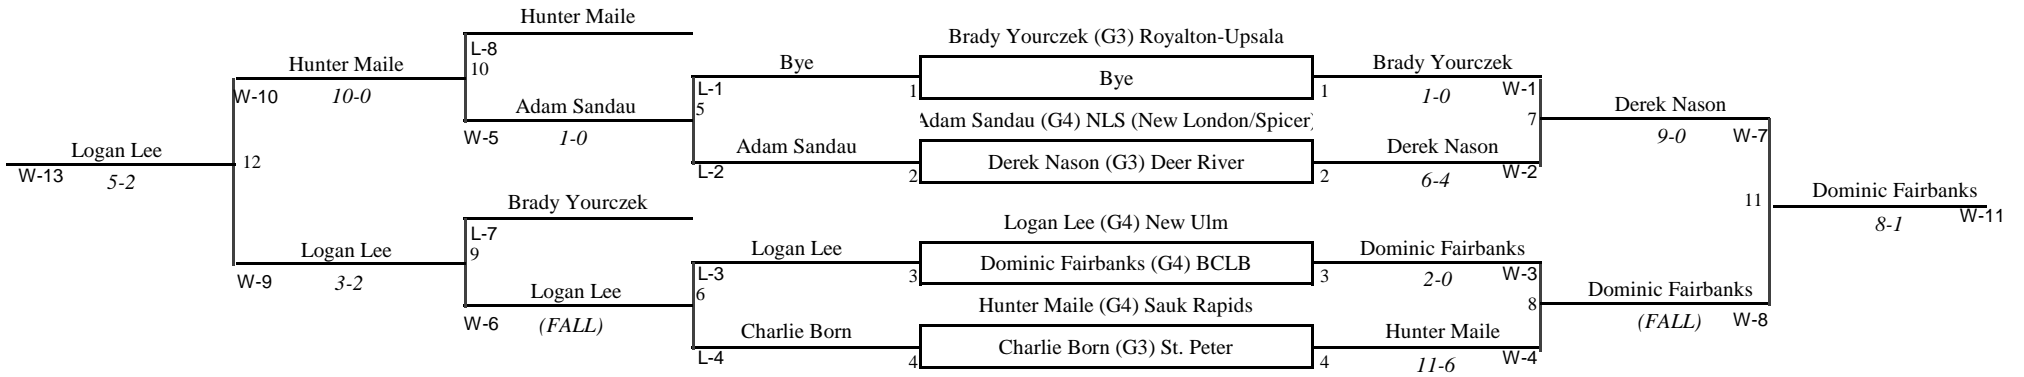 Hunter Maile
L-8
10
Hunter Maile
W-10
10-0
Adam Sandau
W-5
1-0
Logan Lee
W-13
5-2
12
Brady Yourczek
L-7
9
Logan Lee
W-9
3-2
Logan Lee
W-6
(FALL)
Bye
L-1
5
1
Adam Sandau
L-2
2
Logan Lee
L-3
6
3
Charlie Born
L-4
4
Brady Yourczek (G3) Royalton-Upsala
Bye
Adam Sandau (G4) NLS (New London/Spicer)
Derek Nason (G3) Deer River
Logan Lee (G4) New Ulm
Dominic Fairbanks (G4) BCLB
Hunter Maile (G4) Sauk Rapids
Charlie Born (G3) St. Peter
Brady Yourczek
1
1-0
W-1
7
Derek Nason
2
6-4
W-2
Dominic Fairbanks
3
2-0
W-3
8
Hunter Maile
4
11-6
W-4
Derek Nason
9-0
W-7
11
Dominic Fairbanks
(FALL)
W-8
Dominic Fairbanks
8-1
W-11